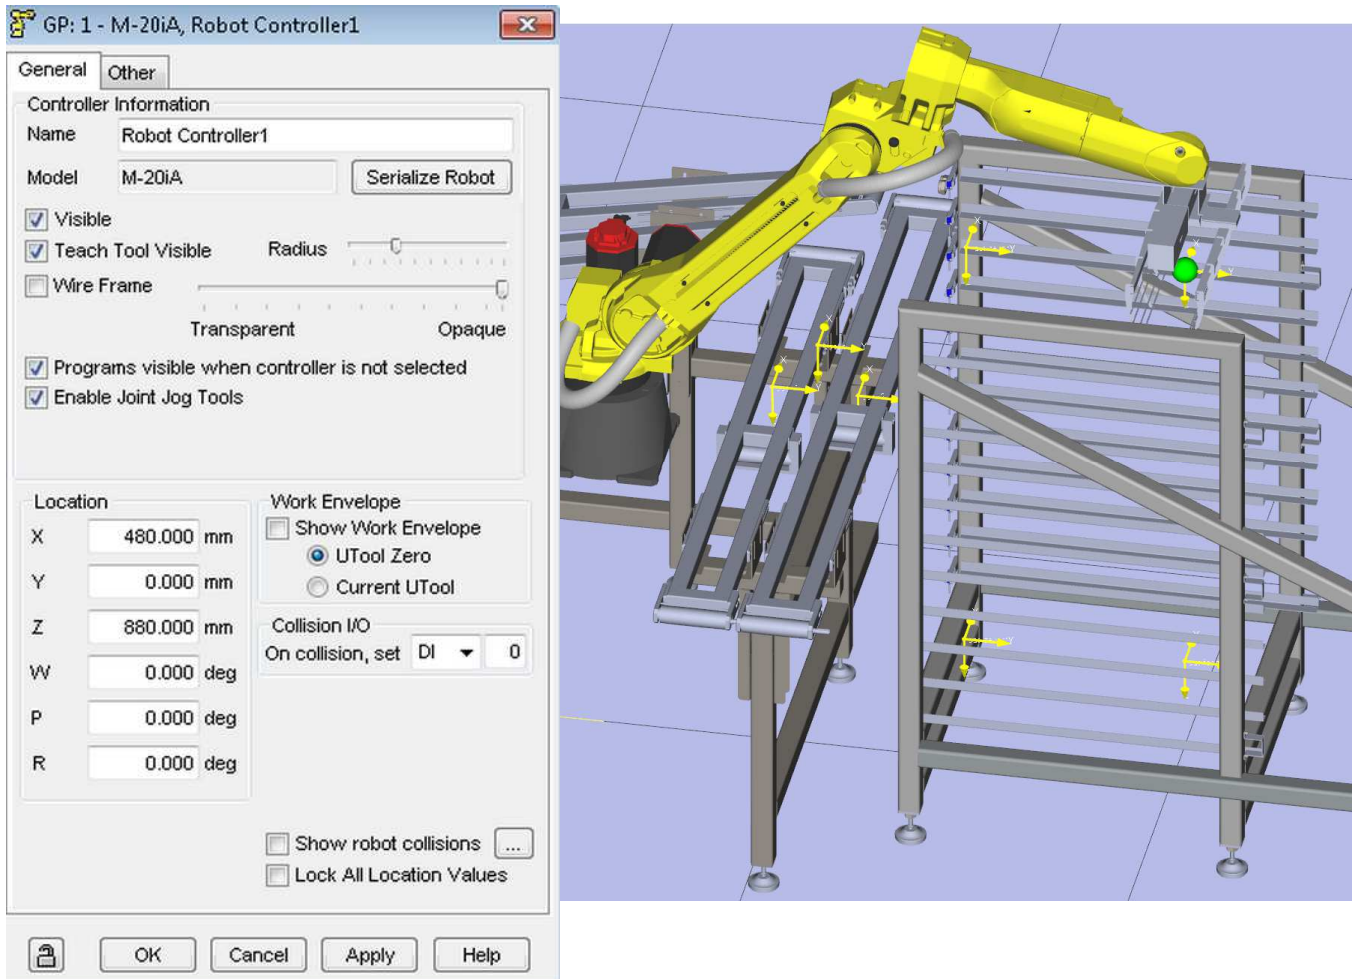 GP: 1 - M-20iA, Robot Controller1
General Other
Controller Information
Name Robot Controller1
Model M-20iA Serialize Robot
Visible
Teach Tool Visible Radius
Wire Frame
Transparent Opaque
Programs visible when controller is not selected
Enable Joint Jog Tools
Location
X 480.000 mm
Y 0.000 mm
Z 880.000 mm
W 0.000 deg
P 0.000 deg
R 0.000 deg
Work Envelope
Show Work Envelope
UTool Zero
Current UTool
Collision I/O
On collision, set DI 0
Show robot collisions ...
Lock All Location Values
OK Cancel Apply Help